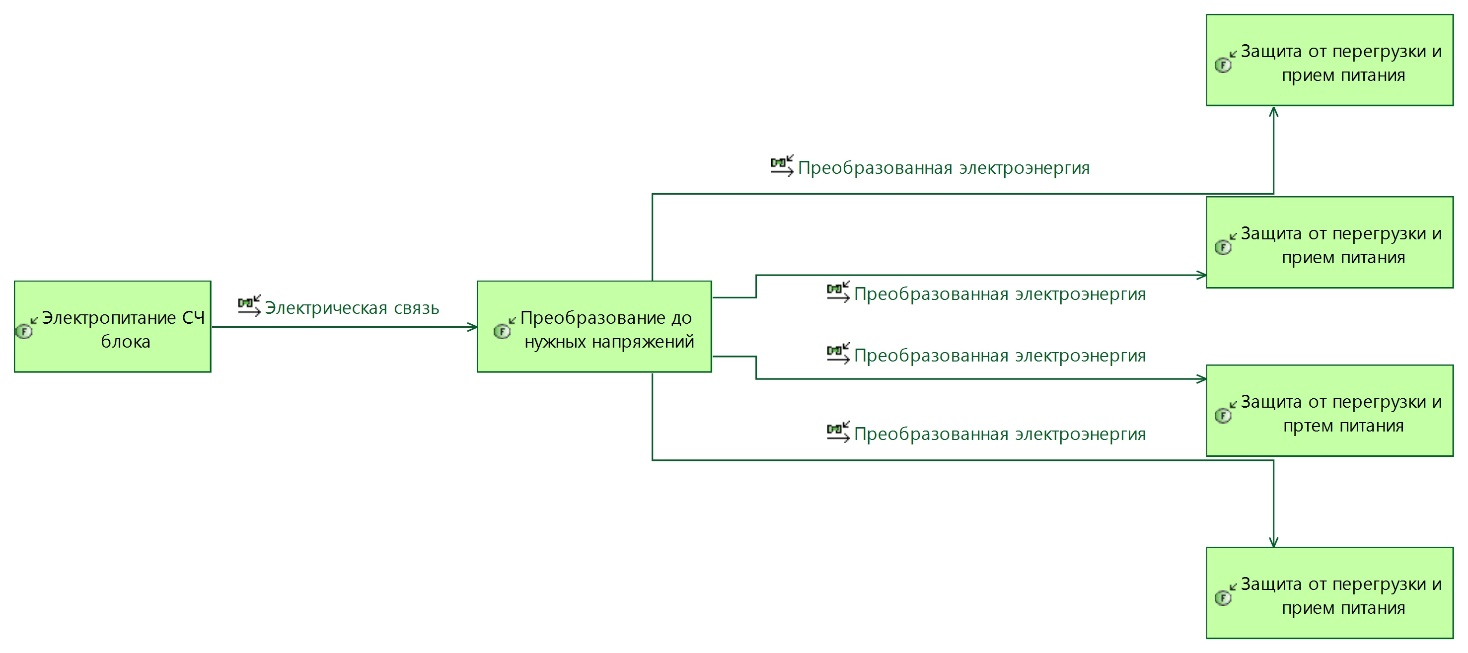 Защита от перегрузки и
прием питания
Преобразованная электроэнергия
Защита от перегрузки и
прием питания
Преобразованная электроэнергия
Электрическая связь
Электропитание СЧ
блока
Преобразование до
нужных напряжений
Преобразованная электроэнергия
Защита от перегрузки и
пртем питания
Преобразованная электроэнергия
Защита от перегрузки и
прием питания